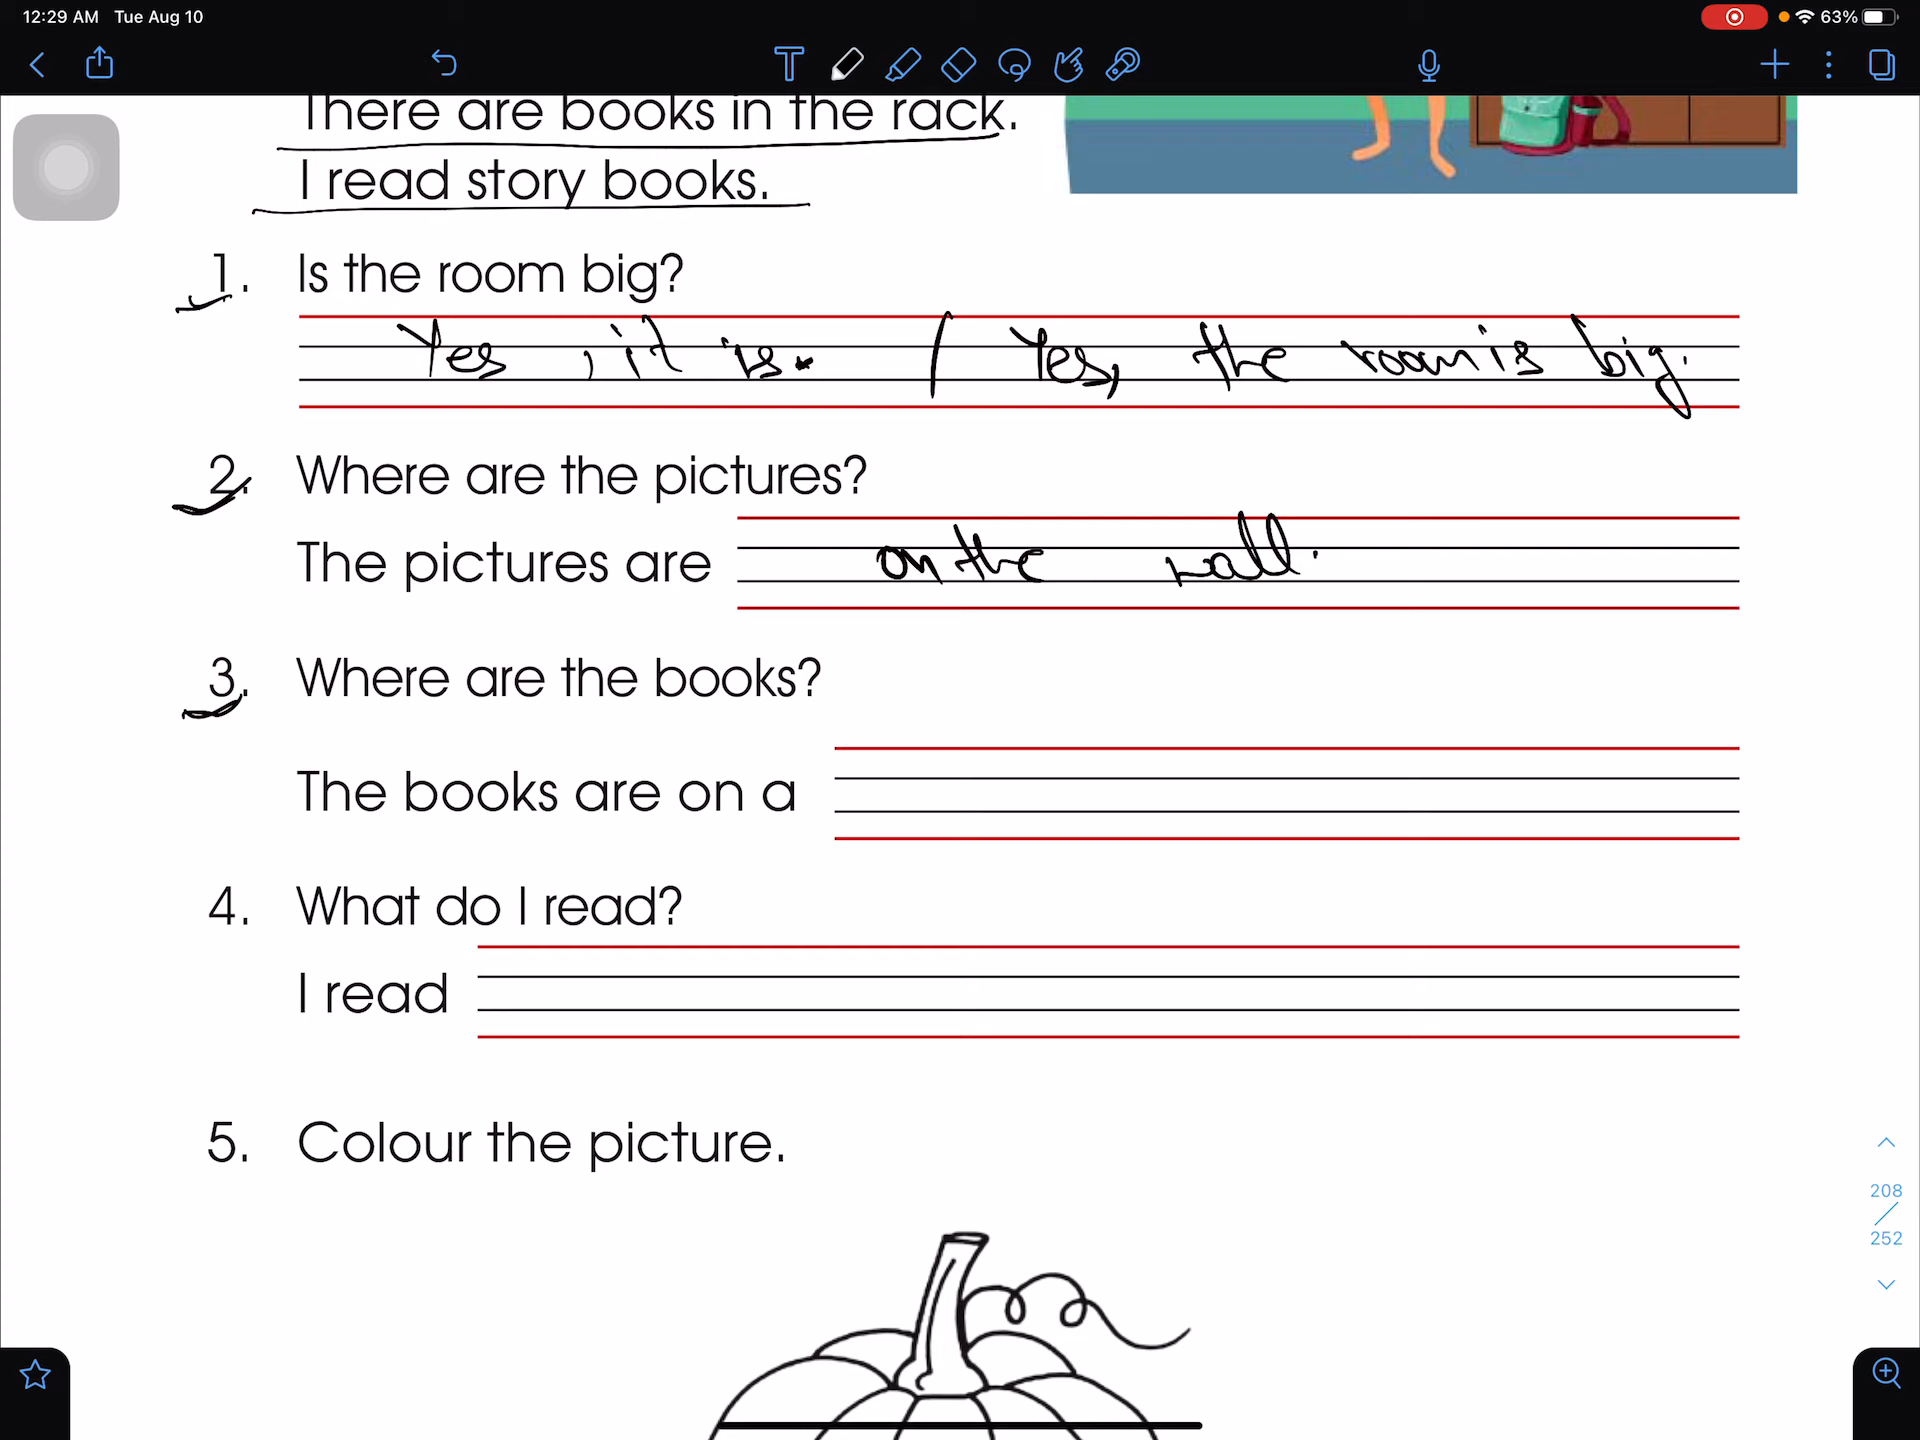 12:29 AM Tue Aug 10
63%
There are books in the rack.
I read story books.
1. Is the room big?
Yes, it is. / Yes, the room is big.
2. Where are the pictures?
The pictures are on the wall.
3. Where are the books?
The books are on a
4. What do I read?
I read
5. Colour the picture.
208
/
252